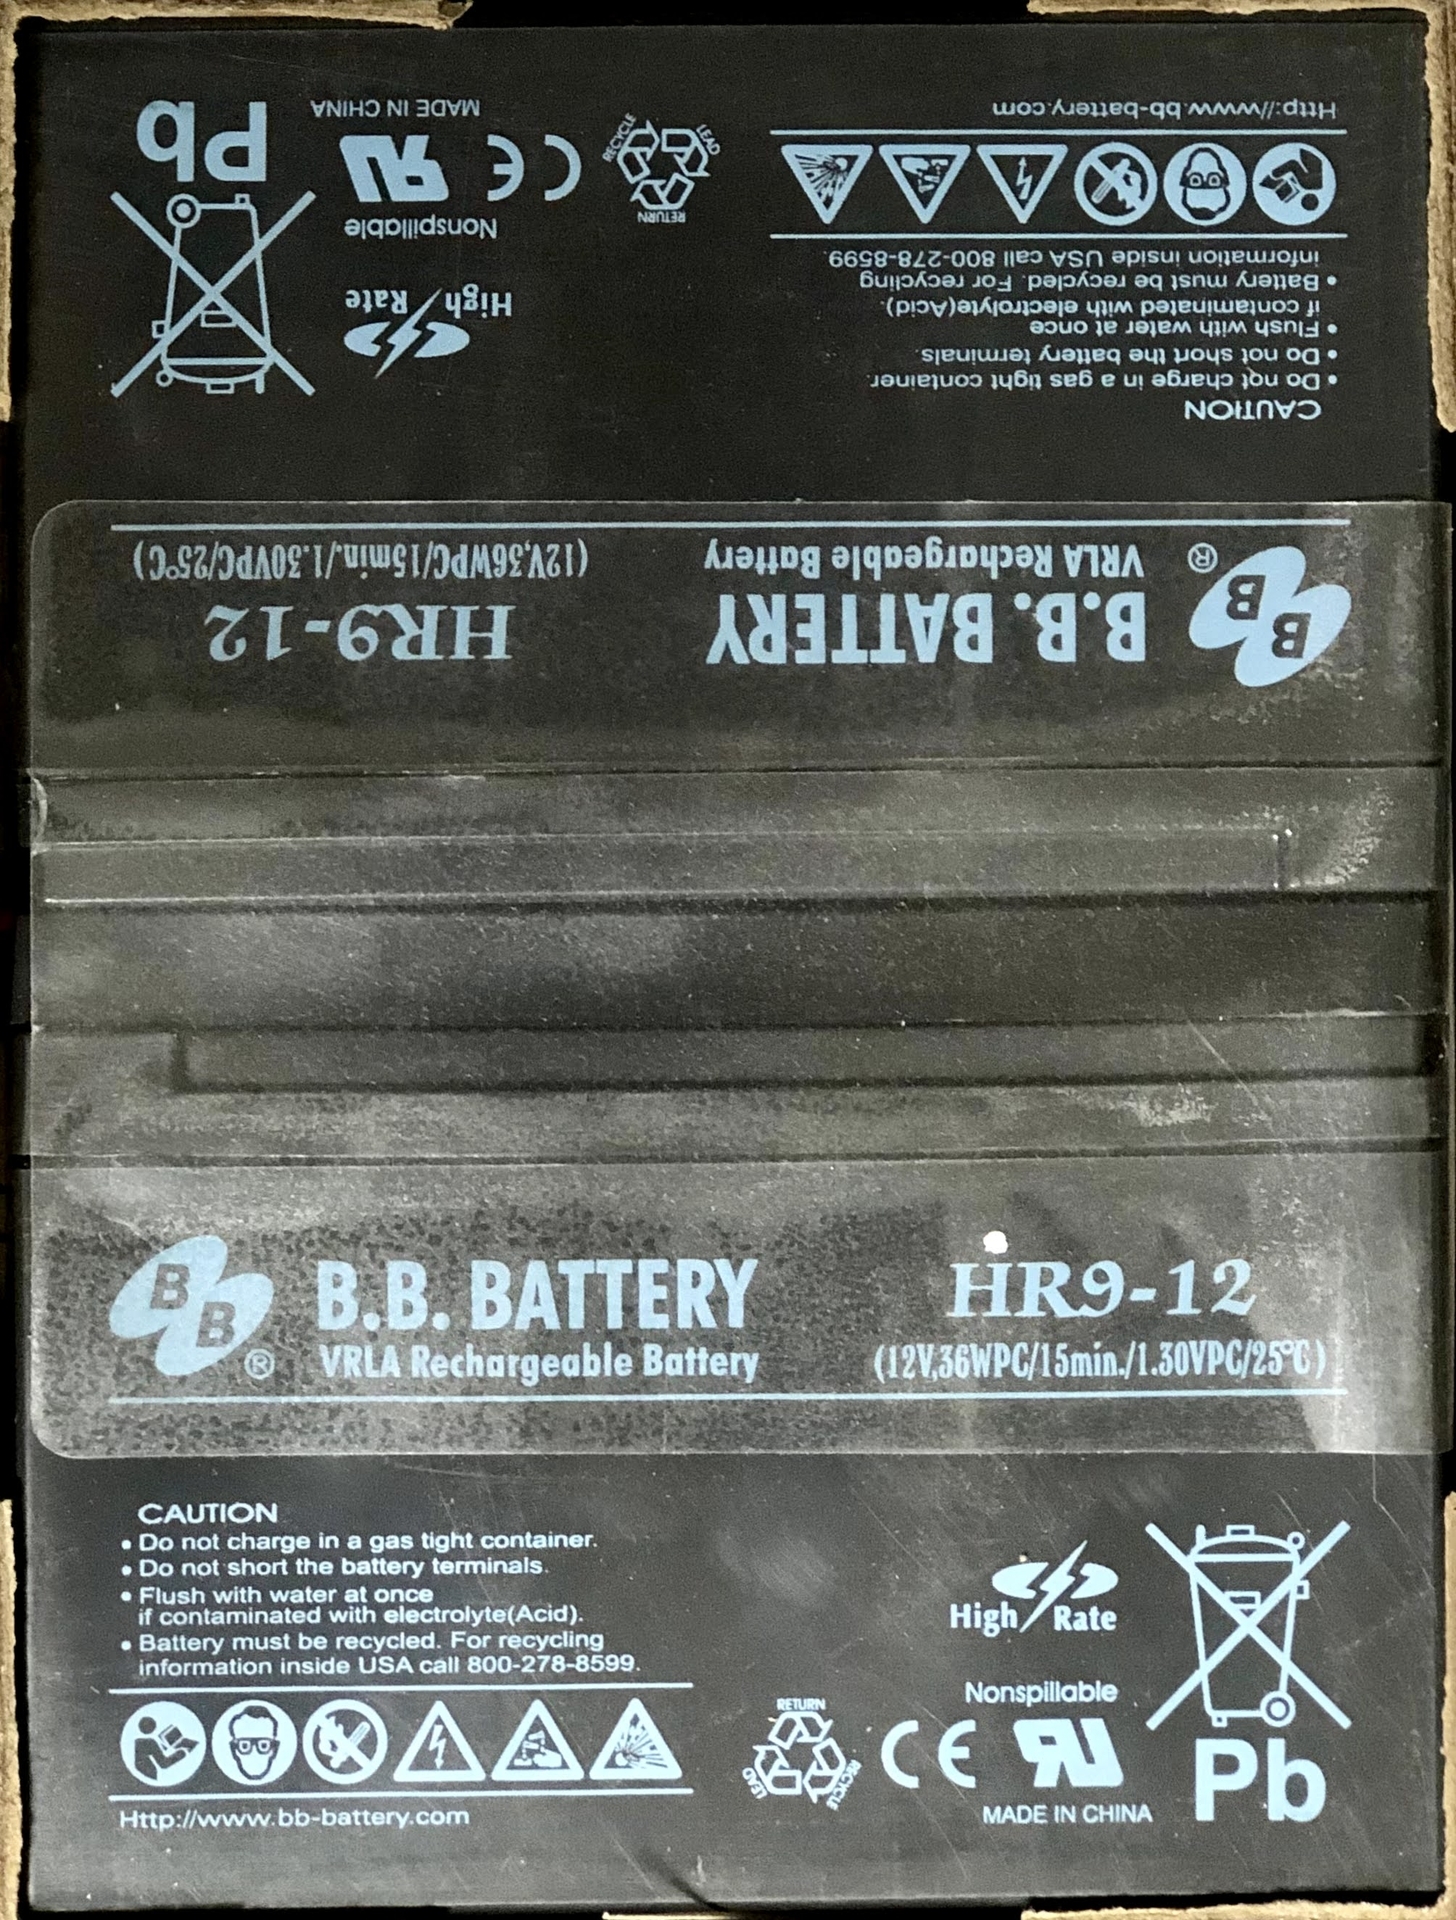 MADE IN CHINA
Pb
Nonspillable
High Rate
RETURN
RECYCLE
LEAD
Http://www.bb-battery.com
CAUTION
• Do not charge in a gas tight container.
• Do not short the battery terminals.
• Flush with water at once
if contaminated with electrolyte(Acid).
• Battery must be recycled. For recycling
information inside USA call 800-278-8599.
BB ®
B.B. BATTERY
VRLA Rechargeable Battery
HR9-12
(12V,36WPC/15min./1.30VPC/25°C)
BB ®
B.B. BATTERY
VRLA Rechargeable Battery
HR9-12
(12V,36WPC/15min./1.30VPC/25°C)
CAUTION
• Do not charge in a gas tight container.
• Do not short the battery terminals.
• Flush with water at once
if contaminated with electrolyte(Acid).
• Battery must be recycled. For recycling
information inside USA call 800-278-8599.
Http://www.bb-battery.com
High Rate
Nonspillable
RETURN
RECYCLE
LEAD
CE
MADE IN CHINA
Pb